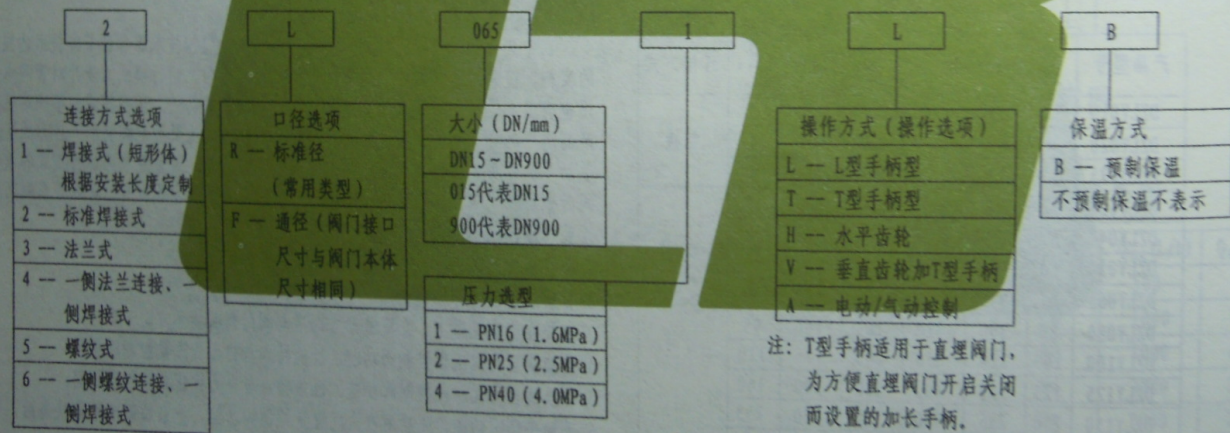 2
L
065
1
L
B
连接方式选项
1 — 焊接式（短形体）
根据安装长度定制
2 — 标准焊接式
3 — 法兰式
4 — 一侧法兰连接、一
侧焊接式
5 — 螺纹式
6 — 一侧螺纹连接、一
侧焊接式
口径选项
R — 标准径
（常用类型）
F — 通径（阀门接口
尺寸与阀门本体
尺寸相同）
大小（DN/mm）
DN15～DN900
015代表DN15
900代表DN900
压力选型
1 — PN16（1.6MPa）
2 — PN25（2.5MPa）
4 — PN40（4.0MPa）
操作方式（操作选项）
L — L型手柄型
T — T型手柄型
H — 水平齿轮
V — 垂直齿轮加T型手柄
A — 电动/气动控制
注：T型手柄适用于直埋阀门，
为方便直埋阀门开启关闭
而设置的加长手柄。
保温方式
B — 预制保温
不预制保温不表示